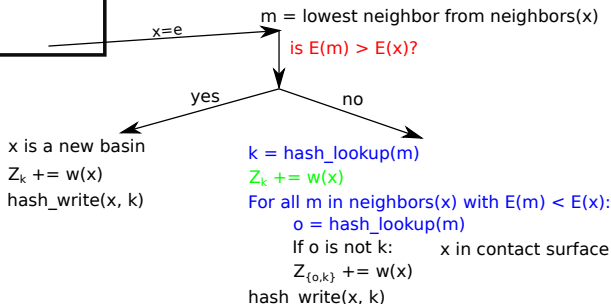 x=e
m = lowest neighbor from neighbors(x)
is E(m) > E(x)?
yes
no
x is a new basin
Zk += w(x)
hash_write(x, k)
k = hash_lookup(m)
Zk += w(x)
For all m in neighbors(x) with E(m) < E(x):
o = hash_lookup(m)
If o is not k: x in contact surface
Z{o,k} += w(x)
hash_write(x, k)